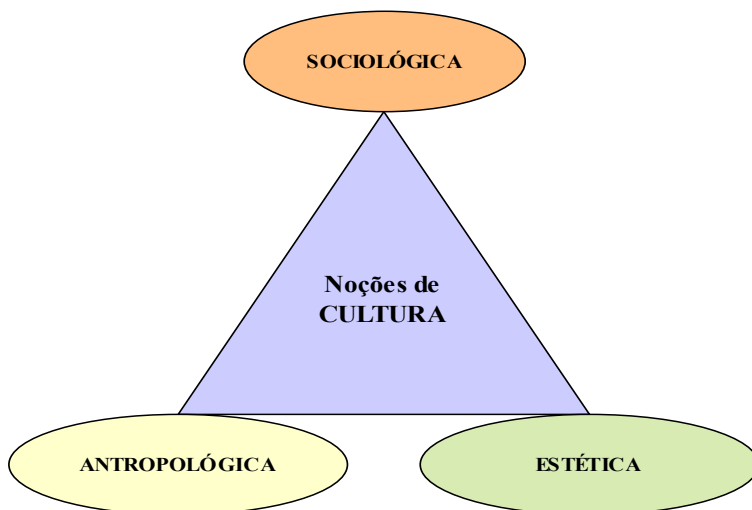 SOCIOLÓGICA
Noções de
CULTURA
ANTROPOLÓGICA
ESTÉTICA